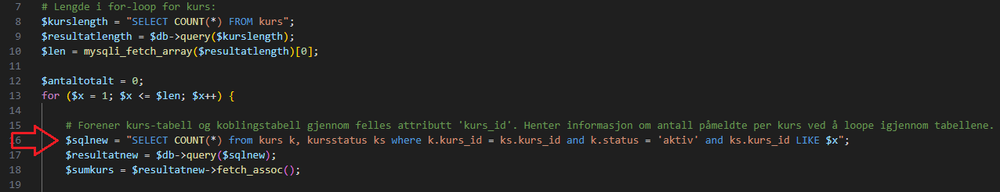 7 # Lengde i for-loop for kurs:
8 $kurslength = "SELECT COUNT(*) FROM kurs";
9 $resultatlength = $db->query($kurslength);
10 $len = mysqli_fetch_array($resultatlength)[0];
11
12 $antaltotalt = 0;
13 for ($x = 1; $x <= $len; $x++) {
14
15 # Forener kurs-tabell og koblingstabell gjennom felles attributt 'kurs_id'. Henter informasjon om antall påmeldte per kurs ved å loope igjennom tabellene.
16 $sqlnew = "SELECT COUNT(*) from kurs k, kursstatus ks where k.kurs_id = ks.kurs_id and k.status = 'aktiv' and ks.kurs_id LIKE $x";
17 $resultatnew = $db->query($sqlnew);
18 $sumkurs = $resultatnew->fetch_assoc();
19